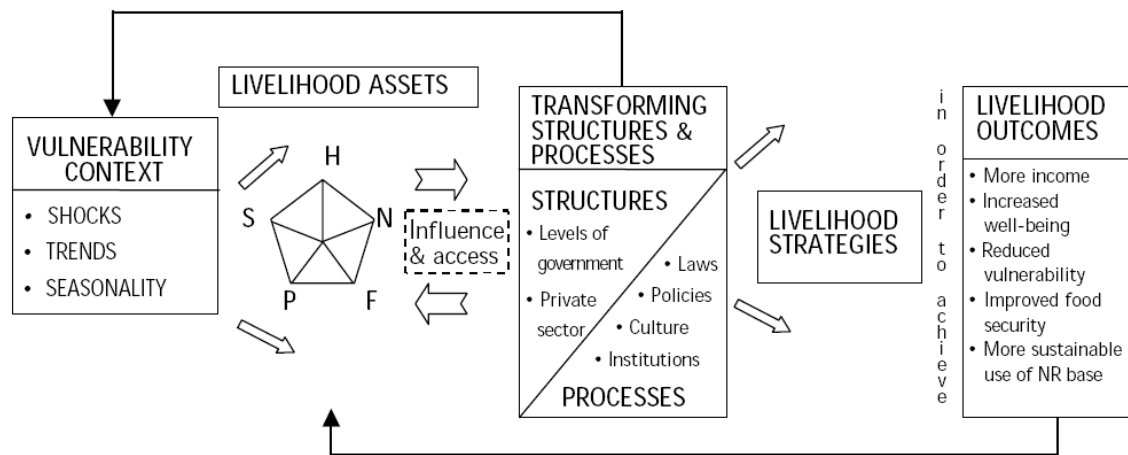 LIVELIHOOD ASSETS
VULNERABILITY
CONTEXT
• SHOCKS
• TRENDS
• SEASONALITY
H
S
N
P
F
Influence
& access
TRANSFORMING
STRUCTURES &
PROCESSES
STRUCTURES
• Levels of
government
• Private
sector
• Laws
• Policies
• Culture
• Institutions
PROCESSES
LIVELIHOOD
STRATEGIES
in order to achieve
LIVELIHOOD
OUTCOMES
• More income
• Increased
well-being
• Reduced
vulnerability
• Improved food
security
• More sustainable
use of NR base